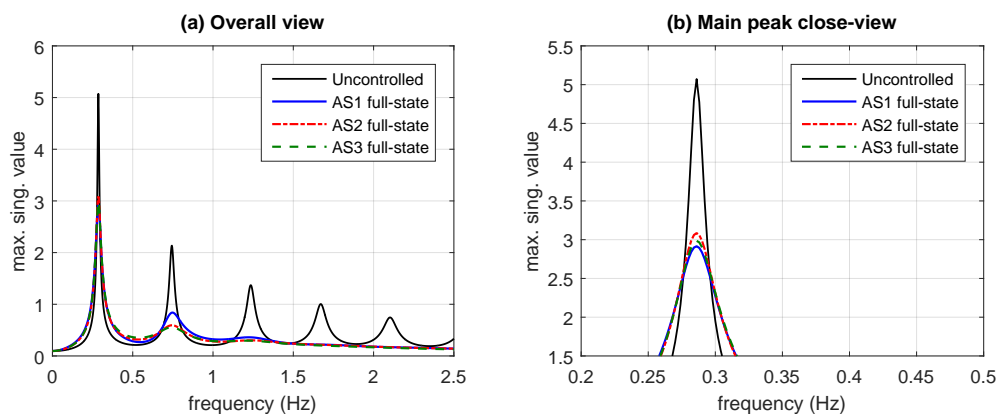 (a) Overall view
max. sing. value
6
5
4
3
2
1
0
0 0.5 1 1.5 2 2.5
frequency (Hz)
Uncontrolled
AS1 full-state
AS2 full-state
AS3 full-state
(b) Main peak close-view
max. sing. value
5.5
5
4.5
4
3.5
3
2.5
2
1.5
0.2 0.25 0.3 0.35 0.4 0.45 0.5
frequency (Hz)
Uncontrolled
AS1 full-state
AS2 full-state
AS3 full-state